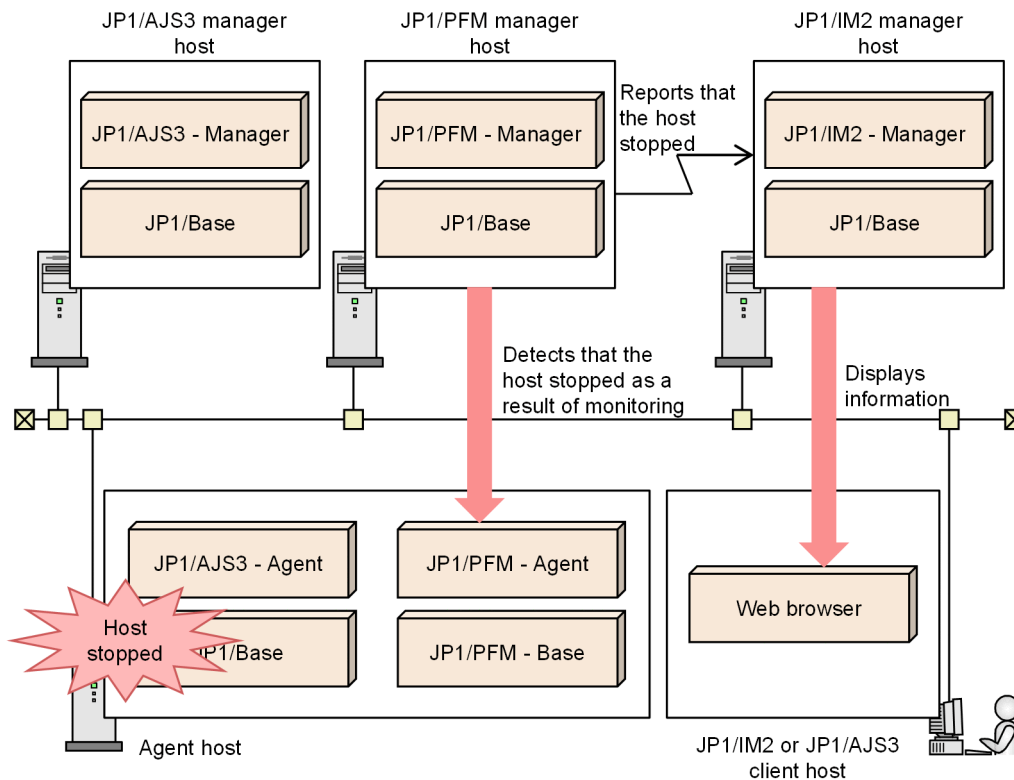 JP1/AJS3 manager
host
JP1/PFM manager
host
JP1/IM2 manager
host
JP1/AJS3 - Manager
JP1/Base
JP1/PFM - Manager
JP1/Base
Reports that
the host
stopped
JP1/IM2 - Manager
JP1/Base
Detects that the
host stopped as a
result of monitoring
Displays
information
JP1/AJS3 - Agent
JP1/PFM - Agent
Host
stopped
JP1/Base
JP1/PFM - Base
Web browser
Agent host
JP1/IM2 or JP1/AJS3
client host